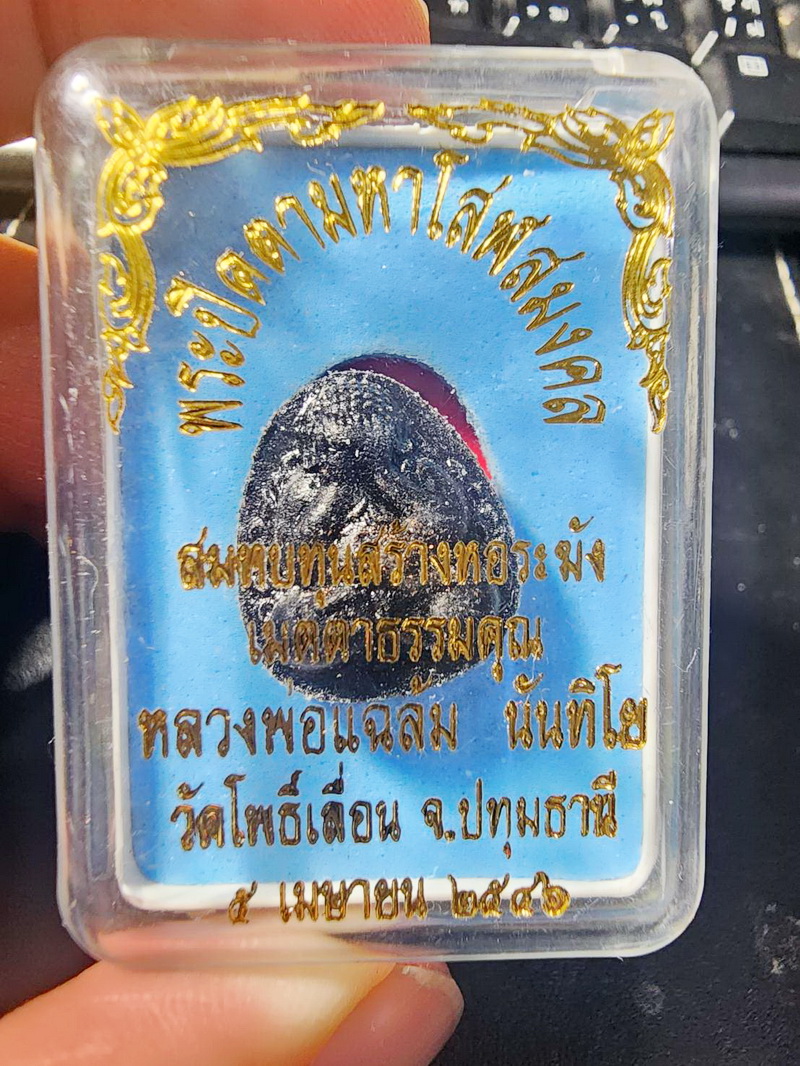 พระปิดตามหาโสฬสมงคล
สมทบทุนสร้างหอระฆัง
เมตตาธรรมคุณ
หลวงพ่อแฉล้ม นันทิโย
วัดโพธิ์เลื่อน จ.ปทุมธานี
๕ เมษายน ๒๕๔๖